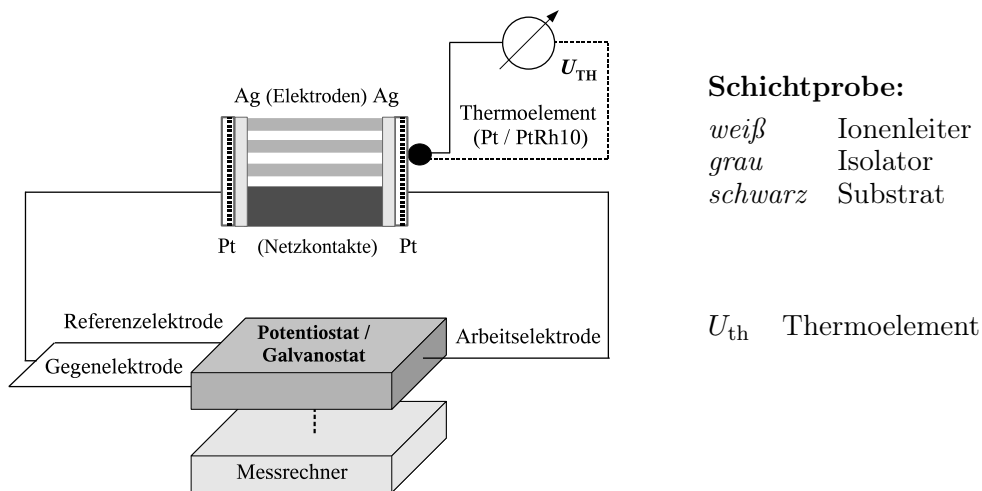 U_TH
Ag (Elektroden) Ag
Thermoelement
(Pt / PtRh10)
Pt (Netzkontakte) Pt
Referenzelektrode
Gegenelektrode
Potentiostat /
Galvanostat
Arbeitselektrode
Messrechner
Schichtprobe:
weiß Ionenleiter
grau Isolator
schwarz Substrat
U_th Thermoelement